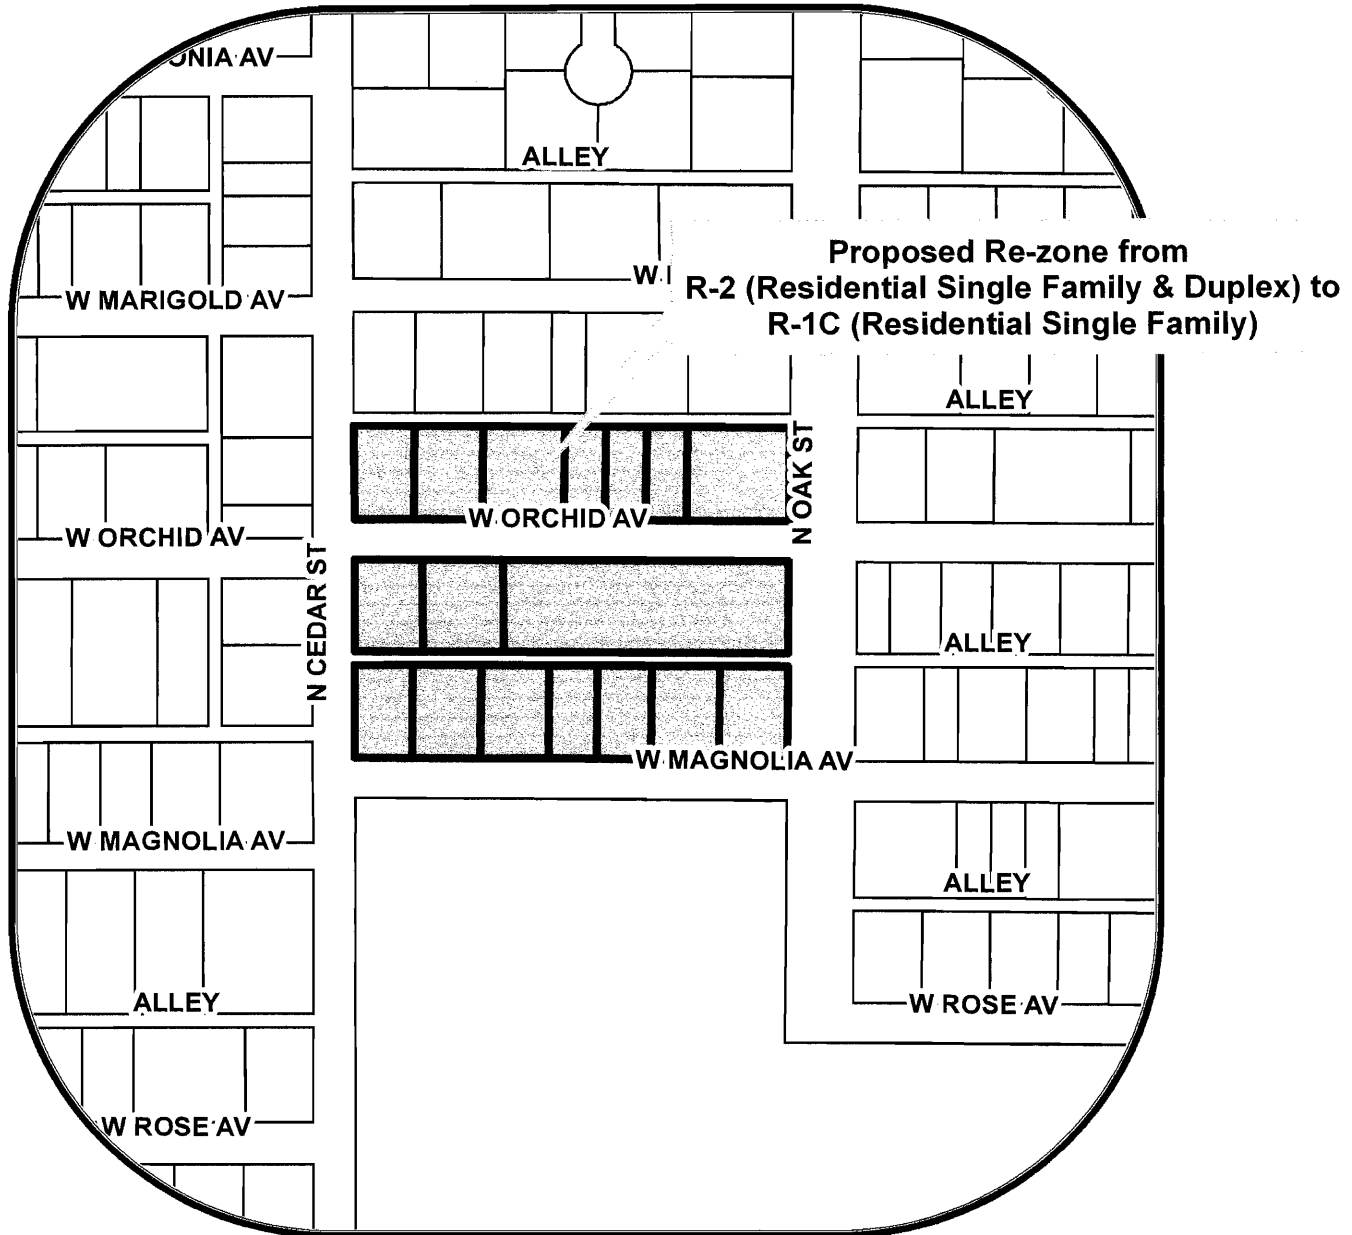 ONIA AV
ALLEY
W
Proposed Re-zone from
R-2 (Residential Single Family & Duplex) to
R-1C (Residential Single Family)
W MARIGOLD AV
ALLEY
N OAK ST
W ORCHID AV
W ORCHID AV
N CEDAR ST
ALLEY
W MAGNOLIA AV
W MAGNOLIA AV
ALLEY
ALLEY
W ROSE AV
W ROSE AV